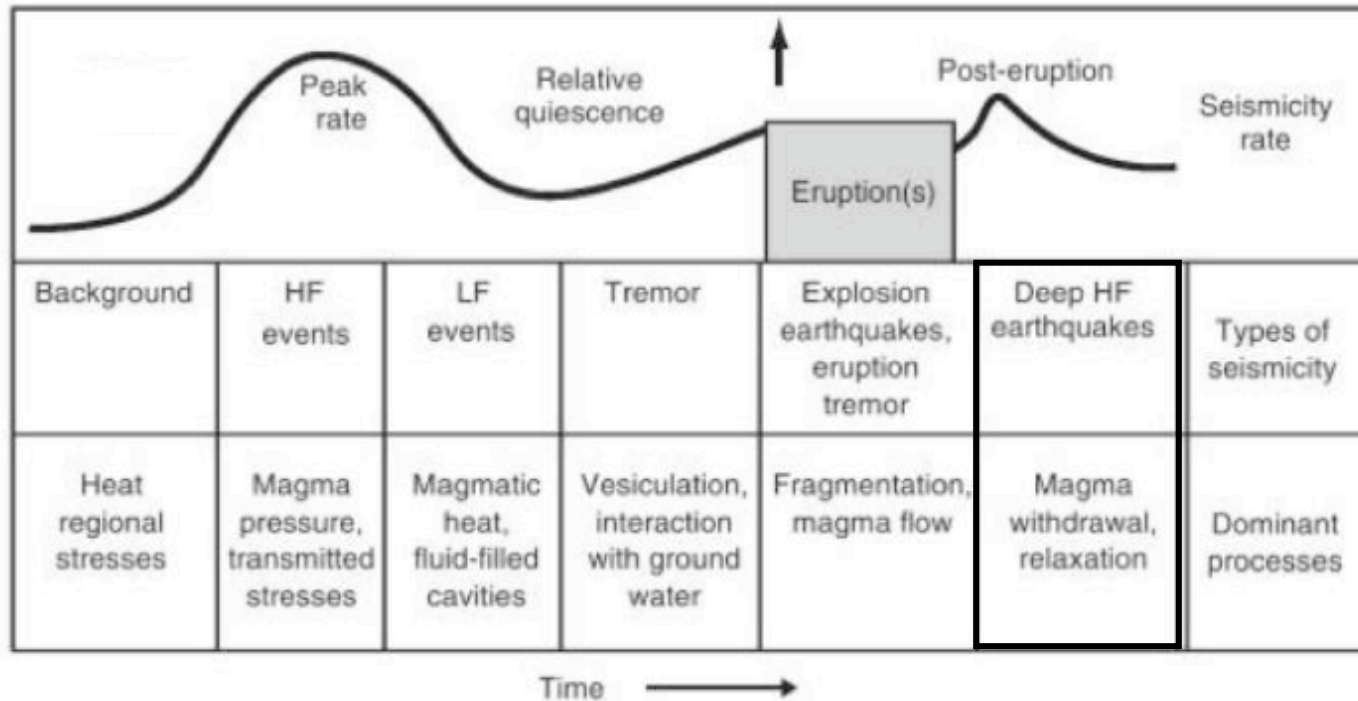 Peak
rate
Relative
quiescence
Post-eruption
Seismicity
rate
Eruption(s)
Background
HF
events
LF
events
Tremor
Explosion
earthquakes,
eruption
tremor
Deep HF
earthquakes
Types of
seismicity
Heat
regional
stresses
Magma
pressure,
transmitted
stresses
Magmatic
heat,
fluid-filled
cavities
Vesiculation,
interaction
with ground
water
Fragmentation,
magma flow
Magma
withdrawal,
relaxation
Dominant
processes
Time